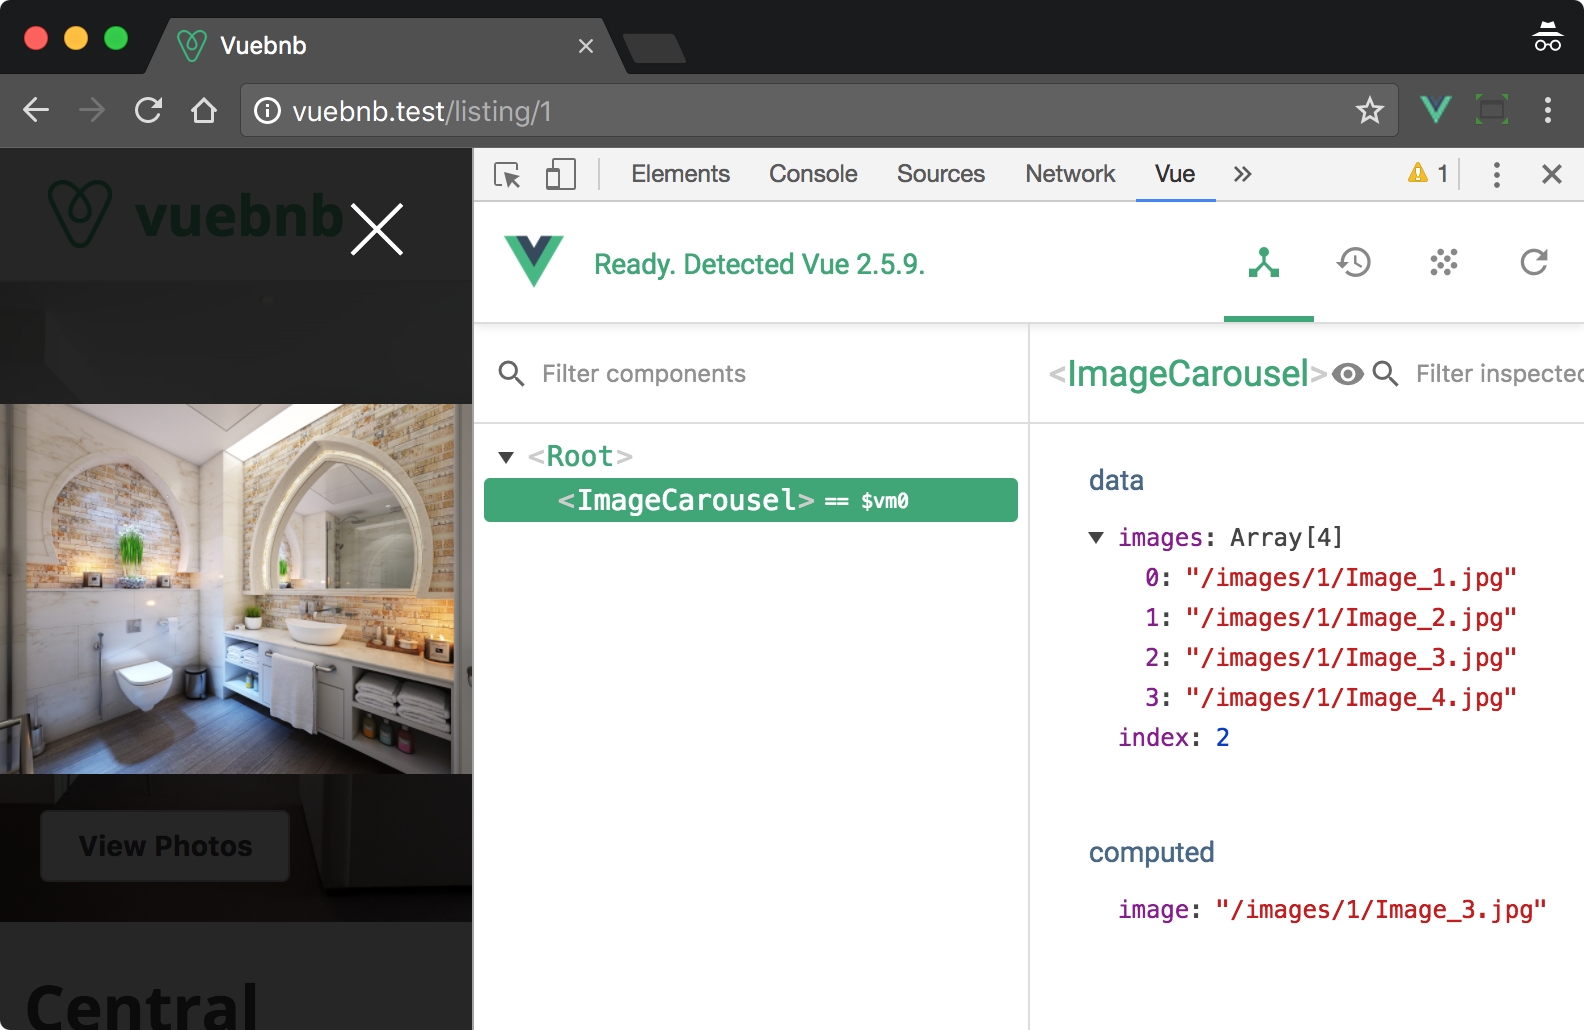 Vuebnb
vuebnb.test/listing/1
vuebnb
View Photos
Central
Elements Console Sources Network Vue 1
Ready. Detected Vue 2.5.9.
Filter components
<Root>
<ImageCarousel> == $vm0
<ImageCarousel> Filter inspected
data
images: Array[4]
0: "/images/1/Image_1.jpg"
1: "/images/1/Image_2.jpg"
2: "/images/1/Image_3.jpg"
3: "/images/1/Image_4.jpg"
index: 2
computed
image: "/images/1/Image_3.jpg"